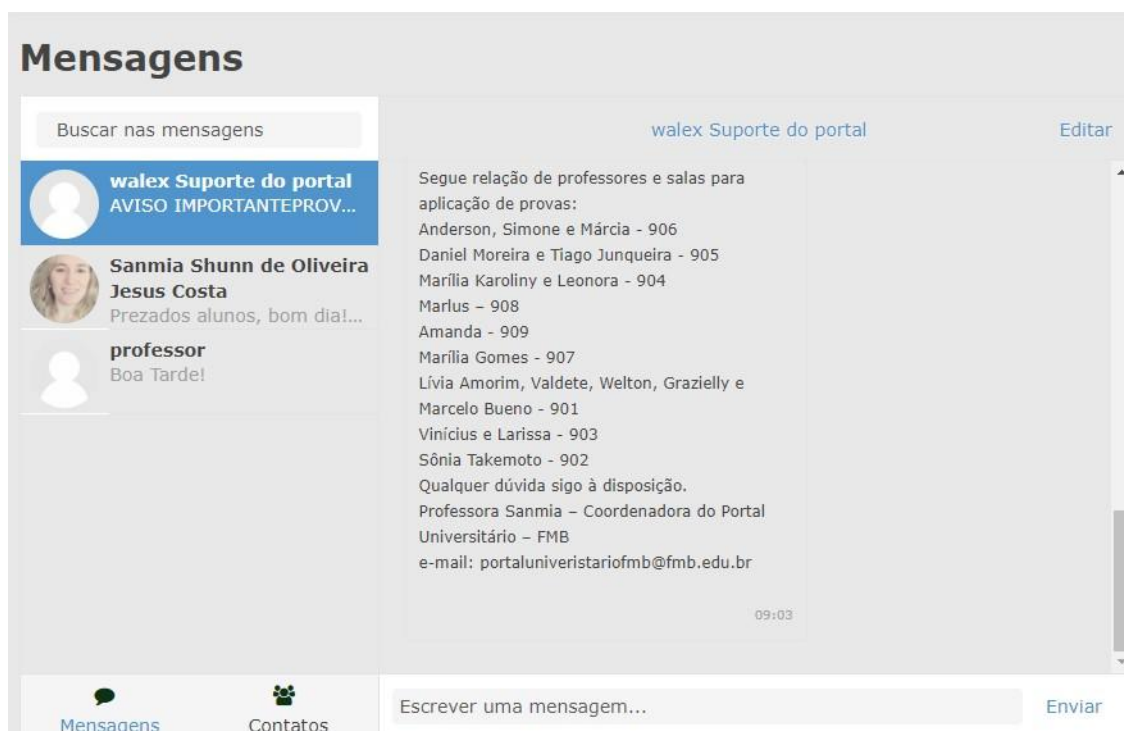 Mensagens
Buscar nas mensagens
walex Suporte do portal
AVISO IMPORTANTEPROV...
Sanmia Shunn de Oliveira
Jesus Costa
Prezados alunos, bom dia!...
professor
Boa Tarde!
Mensagens
Contatos
walex Suporte do portal
Editar
Segue relação de professores e salas para
aplicação de provas:
Anderson, Simone e Márcia - 906
Daniel Moreira e Tiago Junqueira - 905
Marília Karoliny e Leonora - 904
Marlus – 908
Amanda - 909
Marília Gomes - 907
Lívia Amorim, Valdete, Welton, Grazielly e
Marcelo Bueno - 901
Vinícius e Larissa - 903
Sônia Takemoto - 902
Qualquer dúvida sigo à disposição.
Professora Sanmia – Coordenadora do Portal
Universitário – FMB
e-mail: portaluniveristariofmb@fmb.edu.br
09:03
Escrever uma mensagem...
Enviar